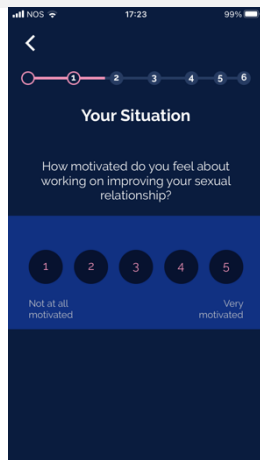 NOS 17:23 99%
1 2 3 4 5 6
Your Situation
How motivated do you feel about
working on improving your sexual
relationship?
1 2 3 4 5
Not at all Very
motivated motivated